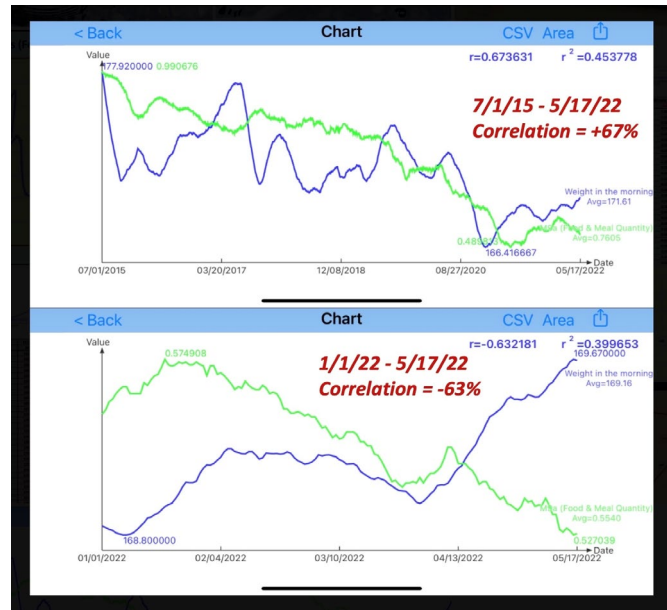 < Back Chart CSV Area
Value
177.920000 0.990676
r=0.673631 r 2 =0.453778
7/1/15 - 5/17/22
Correlation = +67%
Weight in the morning
Avg=171.61
(Food & Meal Quantity)
Avg=0.7605
166.416667
Date
07/01/2015 03/20/2017 12/08/2018 08/27/2020 05/17/2022
< Back Chart CSV Area
Value
r=-0.632181 r 2 =0.399653
0.574908
169.670000
1/1/22 - 5/17/22
Correlation = -63%
Weight in the morning
Avg=169.16
(Food & Meal Quantity)
Avg=0.5540
168.800000
0.527039
Date
01/01/2022 02/04/2022 03/10/2022 04/13/2022 05/17/2022